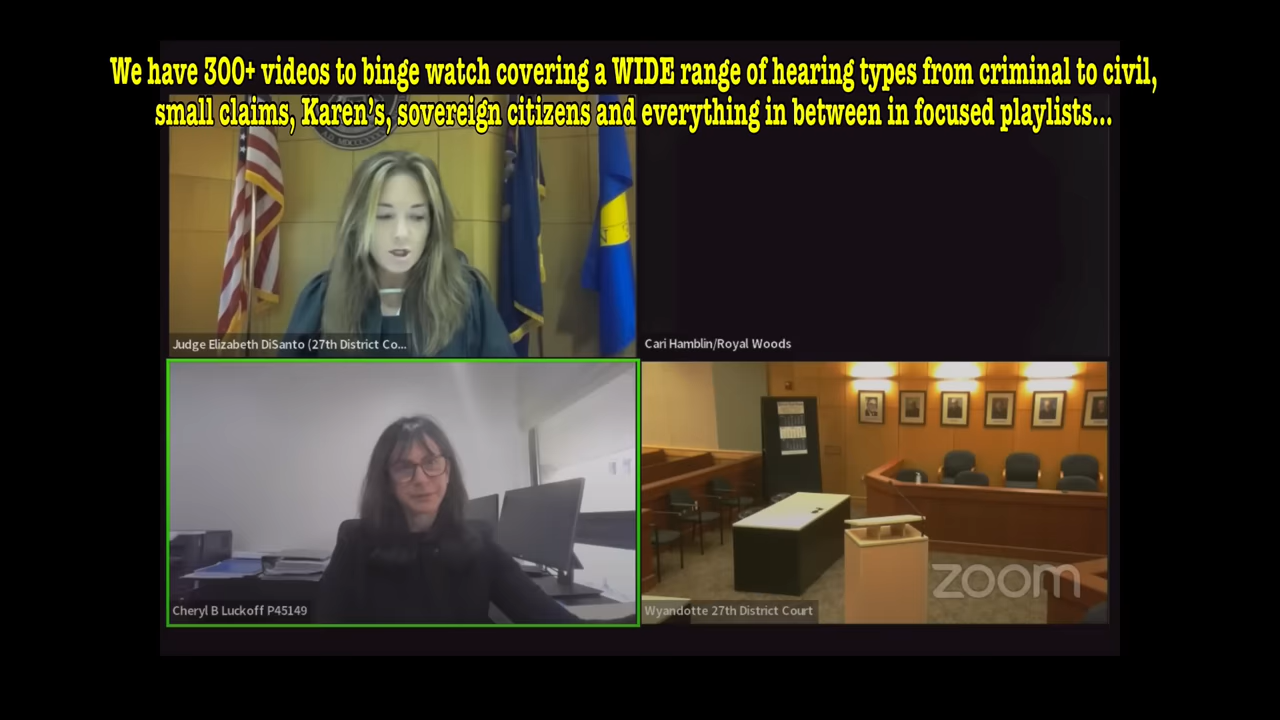 We have 300+ videos to binge watch covering a WIDE range of hearing types from criminal to civil,
small claims, Karen's, sovereign citizens and everything in between in focused playlists...
Judge Elizabeth DiSanto (27th District Co...
Cari Hamblin/Royal Woods
Cheryl B Luckoff P45149
Wyandotte 27th District Court
zoom